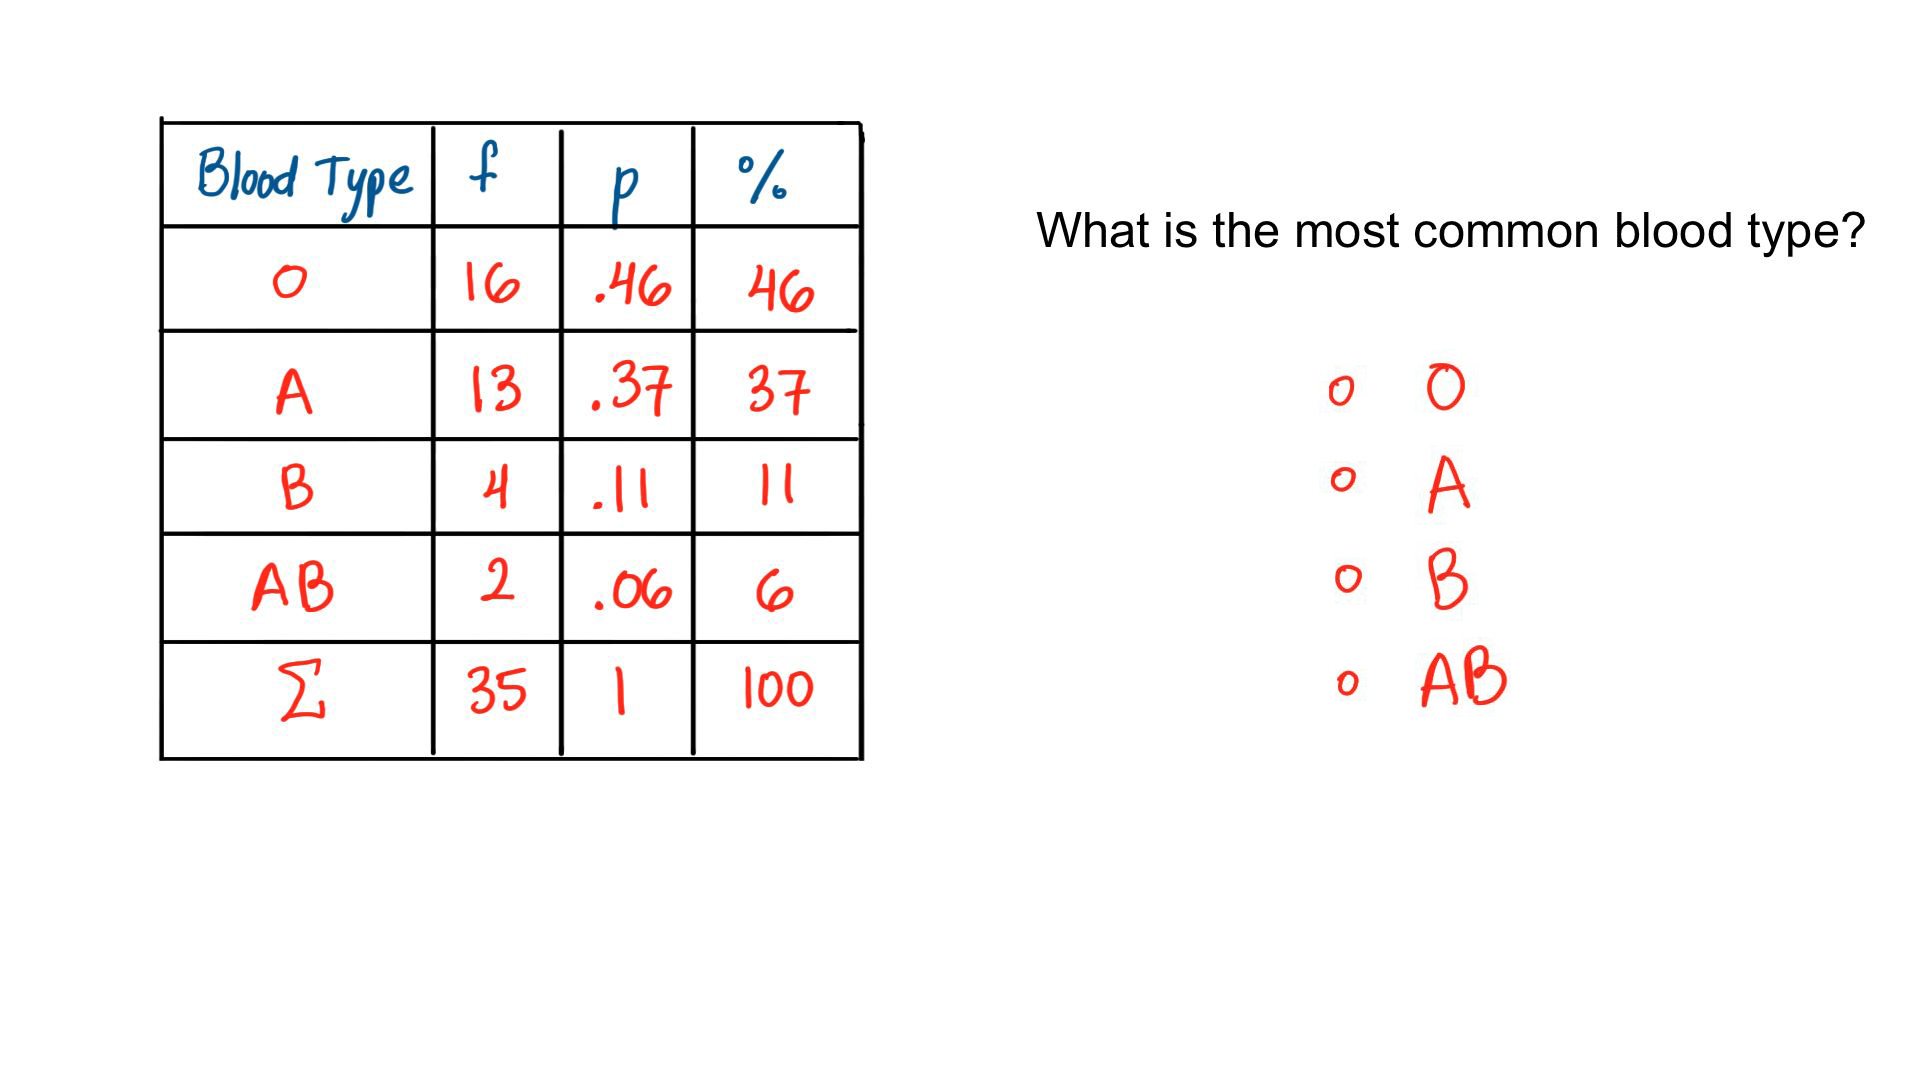 Blood Type f p %
O 16 .46 46
A 13 .37 37
B 4 .11 11
AB 2 .06 6
Σ 35 1 100
What is the most common blood type?
O
A
B
AB